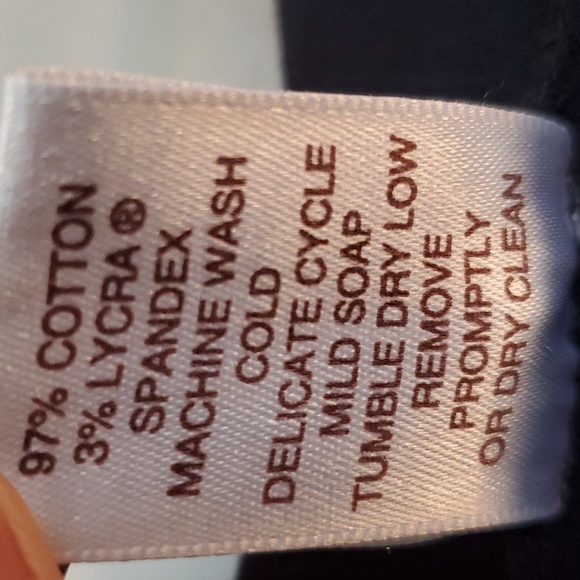 97% COTTON
3% LYCRA®
SPANDEX
MACHINE WASH
COLD
DELICATE CYCLE
MILD SOAP
TUMBLE DRY LOW
REMOVE
PROMPTLY
OR DRY CLEAN